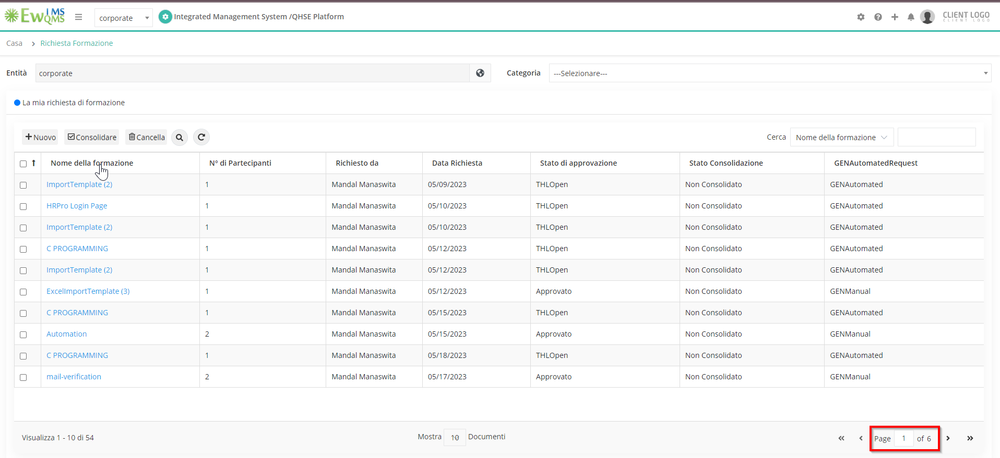 EwIMS QMS
corporate
Integrated Management System /QHSE Platform
CLIENT LOGO
CLIENT LOGO
Casa > Richiesta Formazione
Entità corporate Categoria ---Selezionare---
La mia richiesta di formazione
Nuovo Consolidare Cancella Cerca Nome della formazione
Nome della formazione N° di Partecipanti Richiesto da Data Richiesta Stato di approvazione Stato Consolidazione GENAutomatedRequest
ImportTemplate (2) 1 Mandal Manaswita 05/09/2023 THLOpen Non Consolidato GENAutomated
HRPro Login Page 1 Mandal Manaswita 05/10/2023 THLOpen Non Consolidato GENAutomated
ImportTemplate (2) 1 Mandal Manaswita 05/10/2023 THLOpen Non Consolidato GENAutomated
C PROGRAMMING 1 Mandal Manaswita 05/12/2023 THLOpen Non Consolidato GENAutomated
ImportTemplate (2) 1 Mandal Manaswita 05/12/2023 THLOpen Non Consolidato GENAutomated
ExcelImportTemplate (3) 1 Mandal Manaswita 05/12/2023 Approvato Non Consolidato GENManual
C PROGRAMMING 1 Mandal Manaswita 05/15/2023 THLOpen Non Consolidato GENAutomated
Automation 2 Mandal Manaswita 05/15/2023 Approvato Non Consolidato GENManual
C PROGRAMMING 1 Mandal Manaswita 05/18/2023 THLOpen Non Consolidato GENAutomated
mail-verification 2 Mandal Manaswita 05/17/2023 Approvato Non Consolidato GENManual
Visualizza 1 - 10 di 54 Mostra 10 Documenti Page 1 of 6